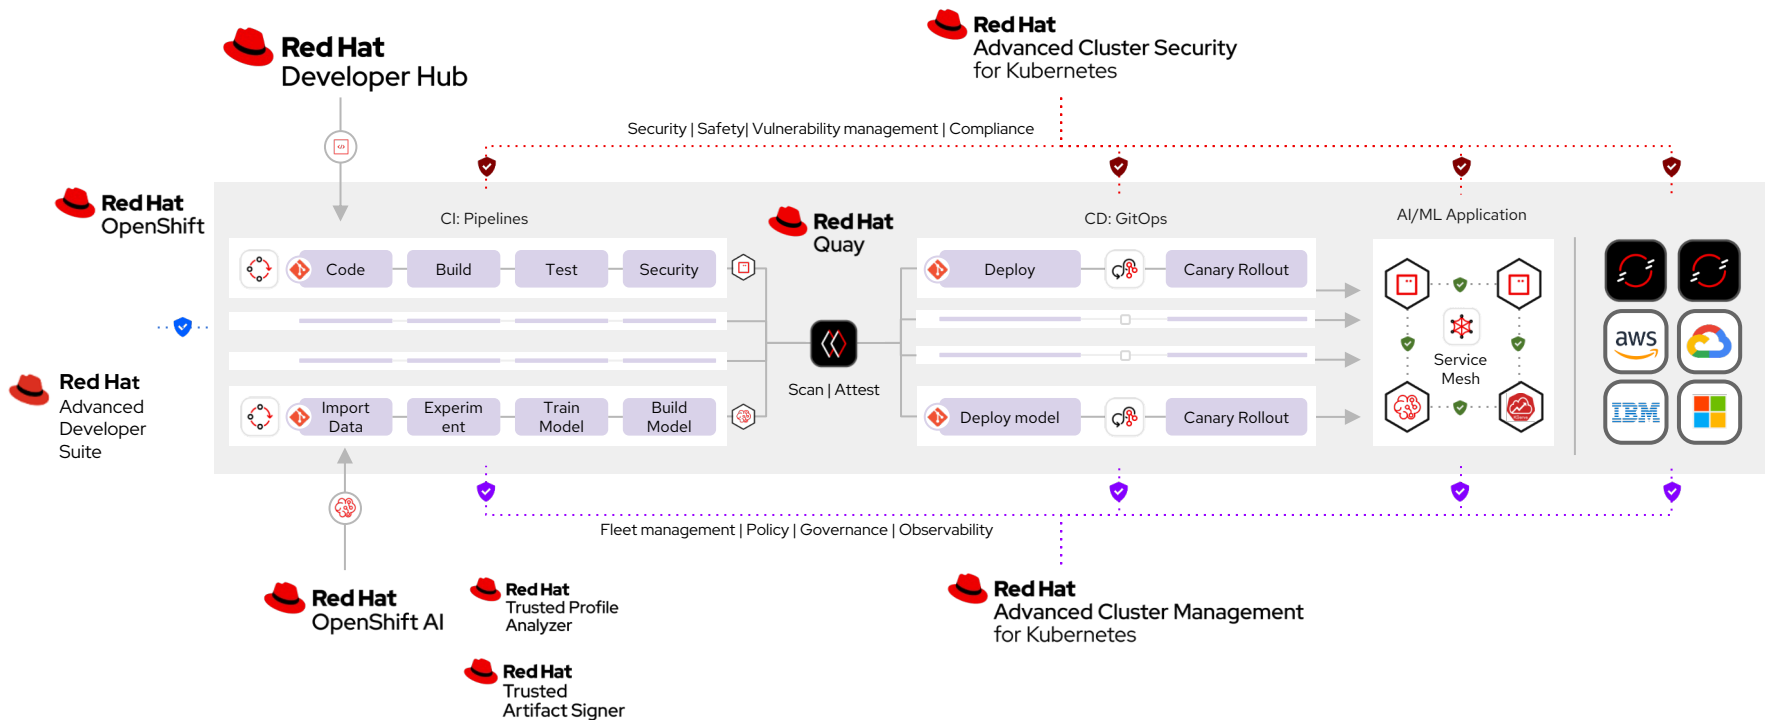 Red Hat
Developer Hub
Red Hat
Advanced Cluster Security
for Kubernetes
Security | Safety| Vulnerability management | Compliance
Red Hat
OpenShift
CI: Pipelines
Red Hat
Quay
CD: GitOps
AI/ML Application
Code
Build
Test
Security
Deploy
Canary Rollout
aws
Service
Mesh
Scan | Attest
Red Hat
Advanced
Developer
Suite
Import
Data
Experim
ent
Train
Model
Build
Model
Deploy model
Canary Rollout
IBM
Fleet management | Policy | Governance | Observability
Red Hat
OpenShift AI
Red Hat
Trusted Profile
Analyzer
Red Hat
Advanced Cluster Management
for Kubernetes
Red Hat
Trusted
Artifact Signer